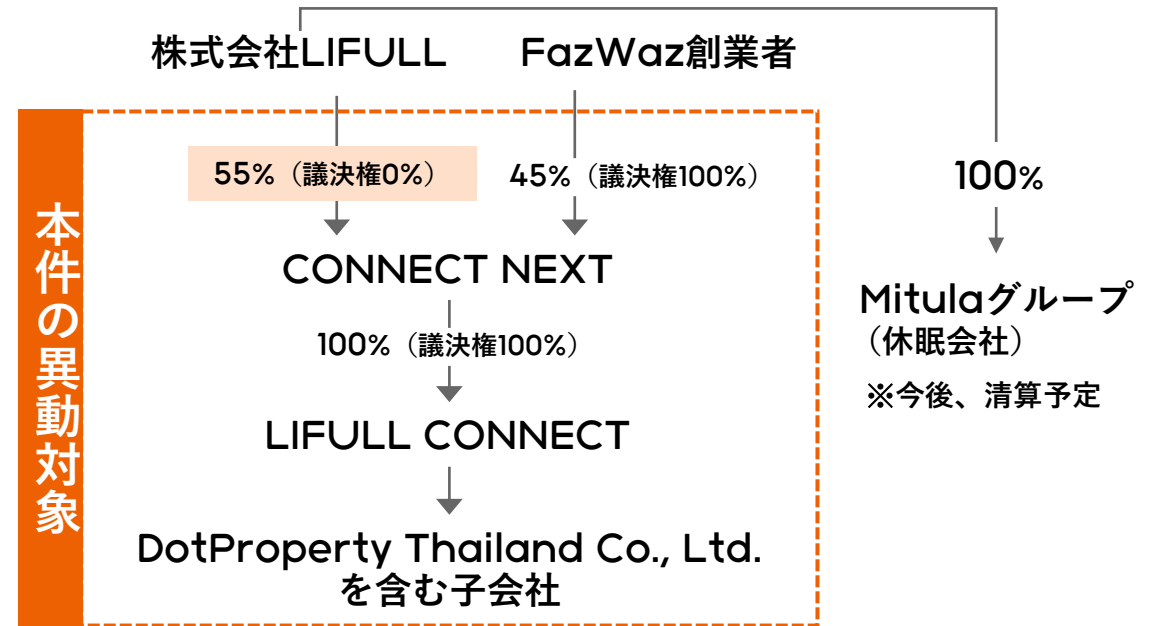 株式会社LIFULL
FazWaz創業者
本件の異動対象
55%（議決権0%）
45%（議決権100%）
100%
CONNECT NEXT
Mitulaグループ
（休眠会社）
※今後、清算予定
100%（議決権100%）
LIFULL CONNECT
DotProperty Thailand Co., Ltd.
を含む子会社